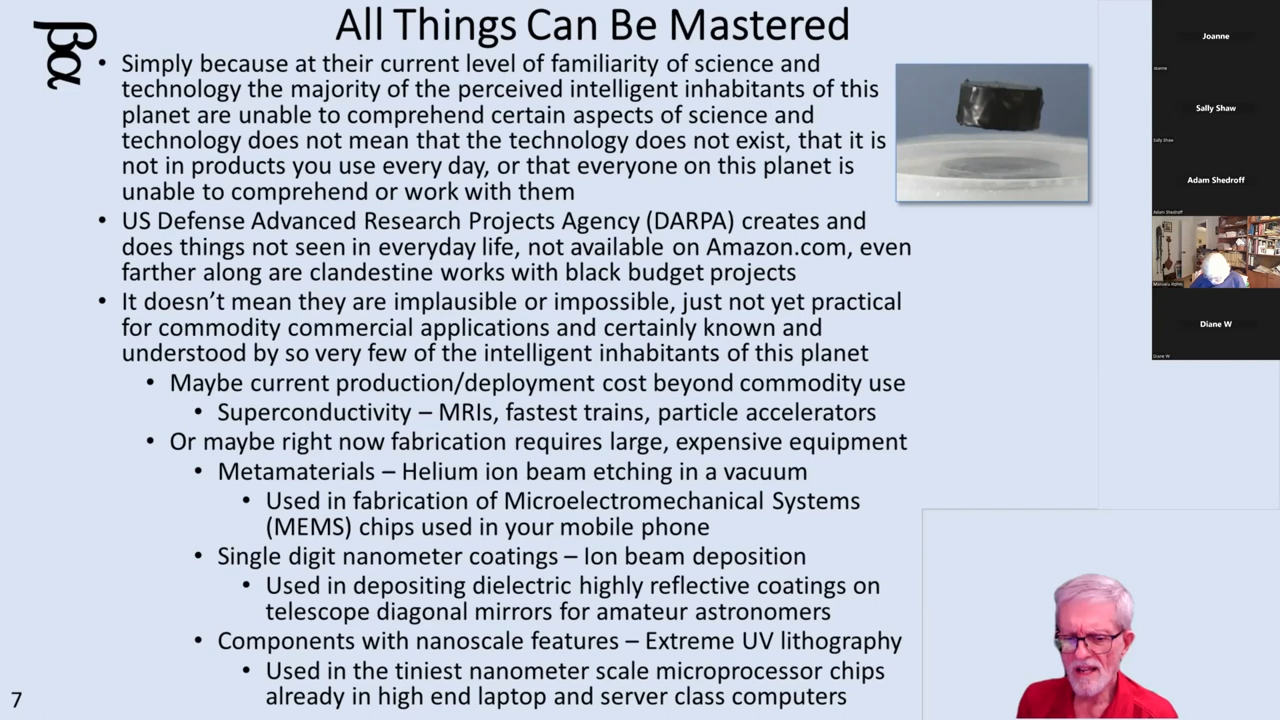 All Things Can Be Mastered
βα
• Simply because at their current level of familiarity of science and
technology the majority of the perceived intelligent inhabitants of this
planet are unable to comprehend certain aspects of science and
technology does not mean that the technology does not exist, that it is
not in products you use every day, or that everyone on this planet is
unable to comprehend or work with them
• US Defense Advanced Research Projects Agency (DARPA) creates and
does things not seen in everyday life, not available on Amazon.com, even
farther along are clandestine works with black budget projects
• It doesn’t mean they are implausible or impossible, just not yet practical
for commodity commercial applications and certainly known and
understood by so very few of the intelligent inhabitants of this planet
• Maybe current production/deployment cost beyond commodity use
• Superconductivity – MRIs, fastest trains, particle accelerators
• Or maybe right now fabrication requires large, expensive equipment
• Metamaterials – Helium ion beam etching in a vacuum
• Used in fabrication of Microelectromechanical Systems
(MEMS) chips used in your mobile phone
• Single digit nanometer coatings – Ion beam deposition
• Used in depositing dielectric highly reflective coatings on
telescope diagonal mirrors for amateur astronomers
• Components with nanoscale features – Extreme UV lithography
• Used in the tiniest nanometer scale microprocessor chips
already in high end laptop and server class computers
7
Joanne
Joanne
Sally Shaw
Sally Shaw
Adam Shedroff
Adam Shedroff
Diane W
Diane W